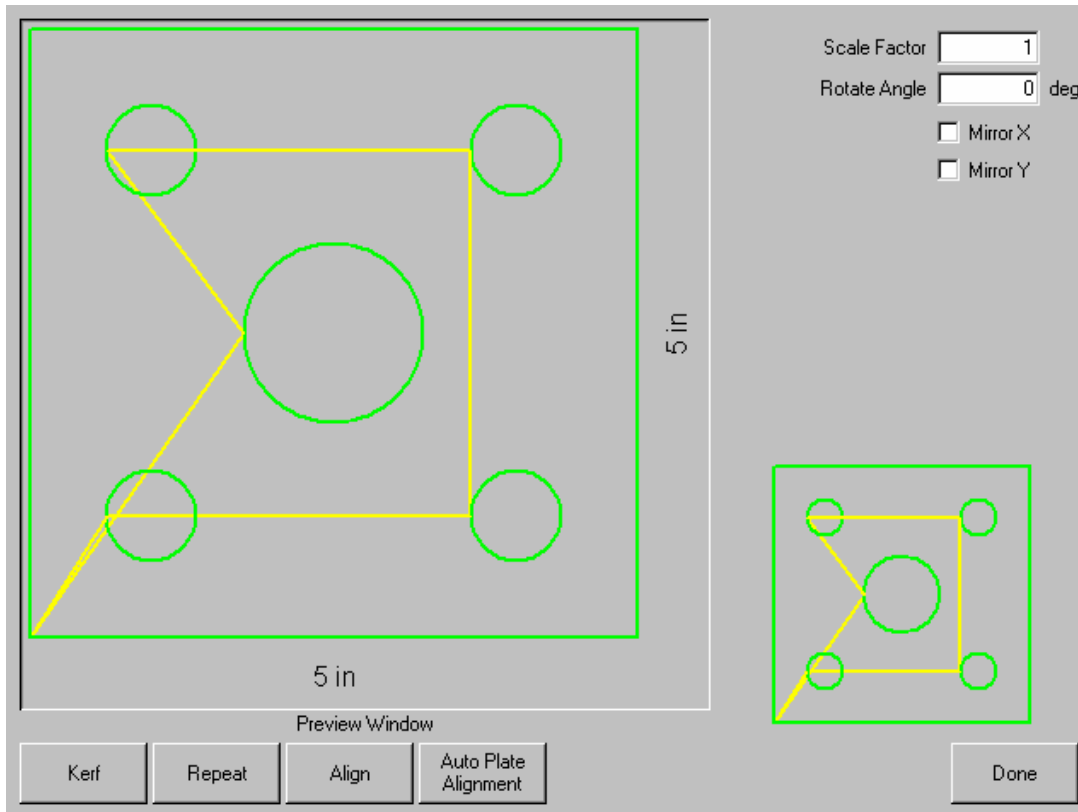 Scale Factor 1
Rotate Angle 0 deg
Mirror X
Mirror Y
5 in
5 in
Preview Window
Kerf
Repeat
Align
Auto Plate
Alignment
Done